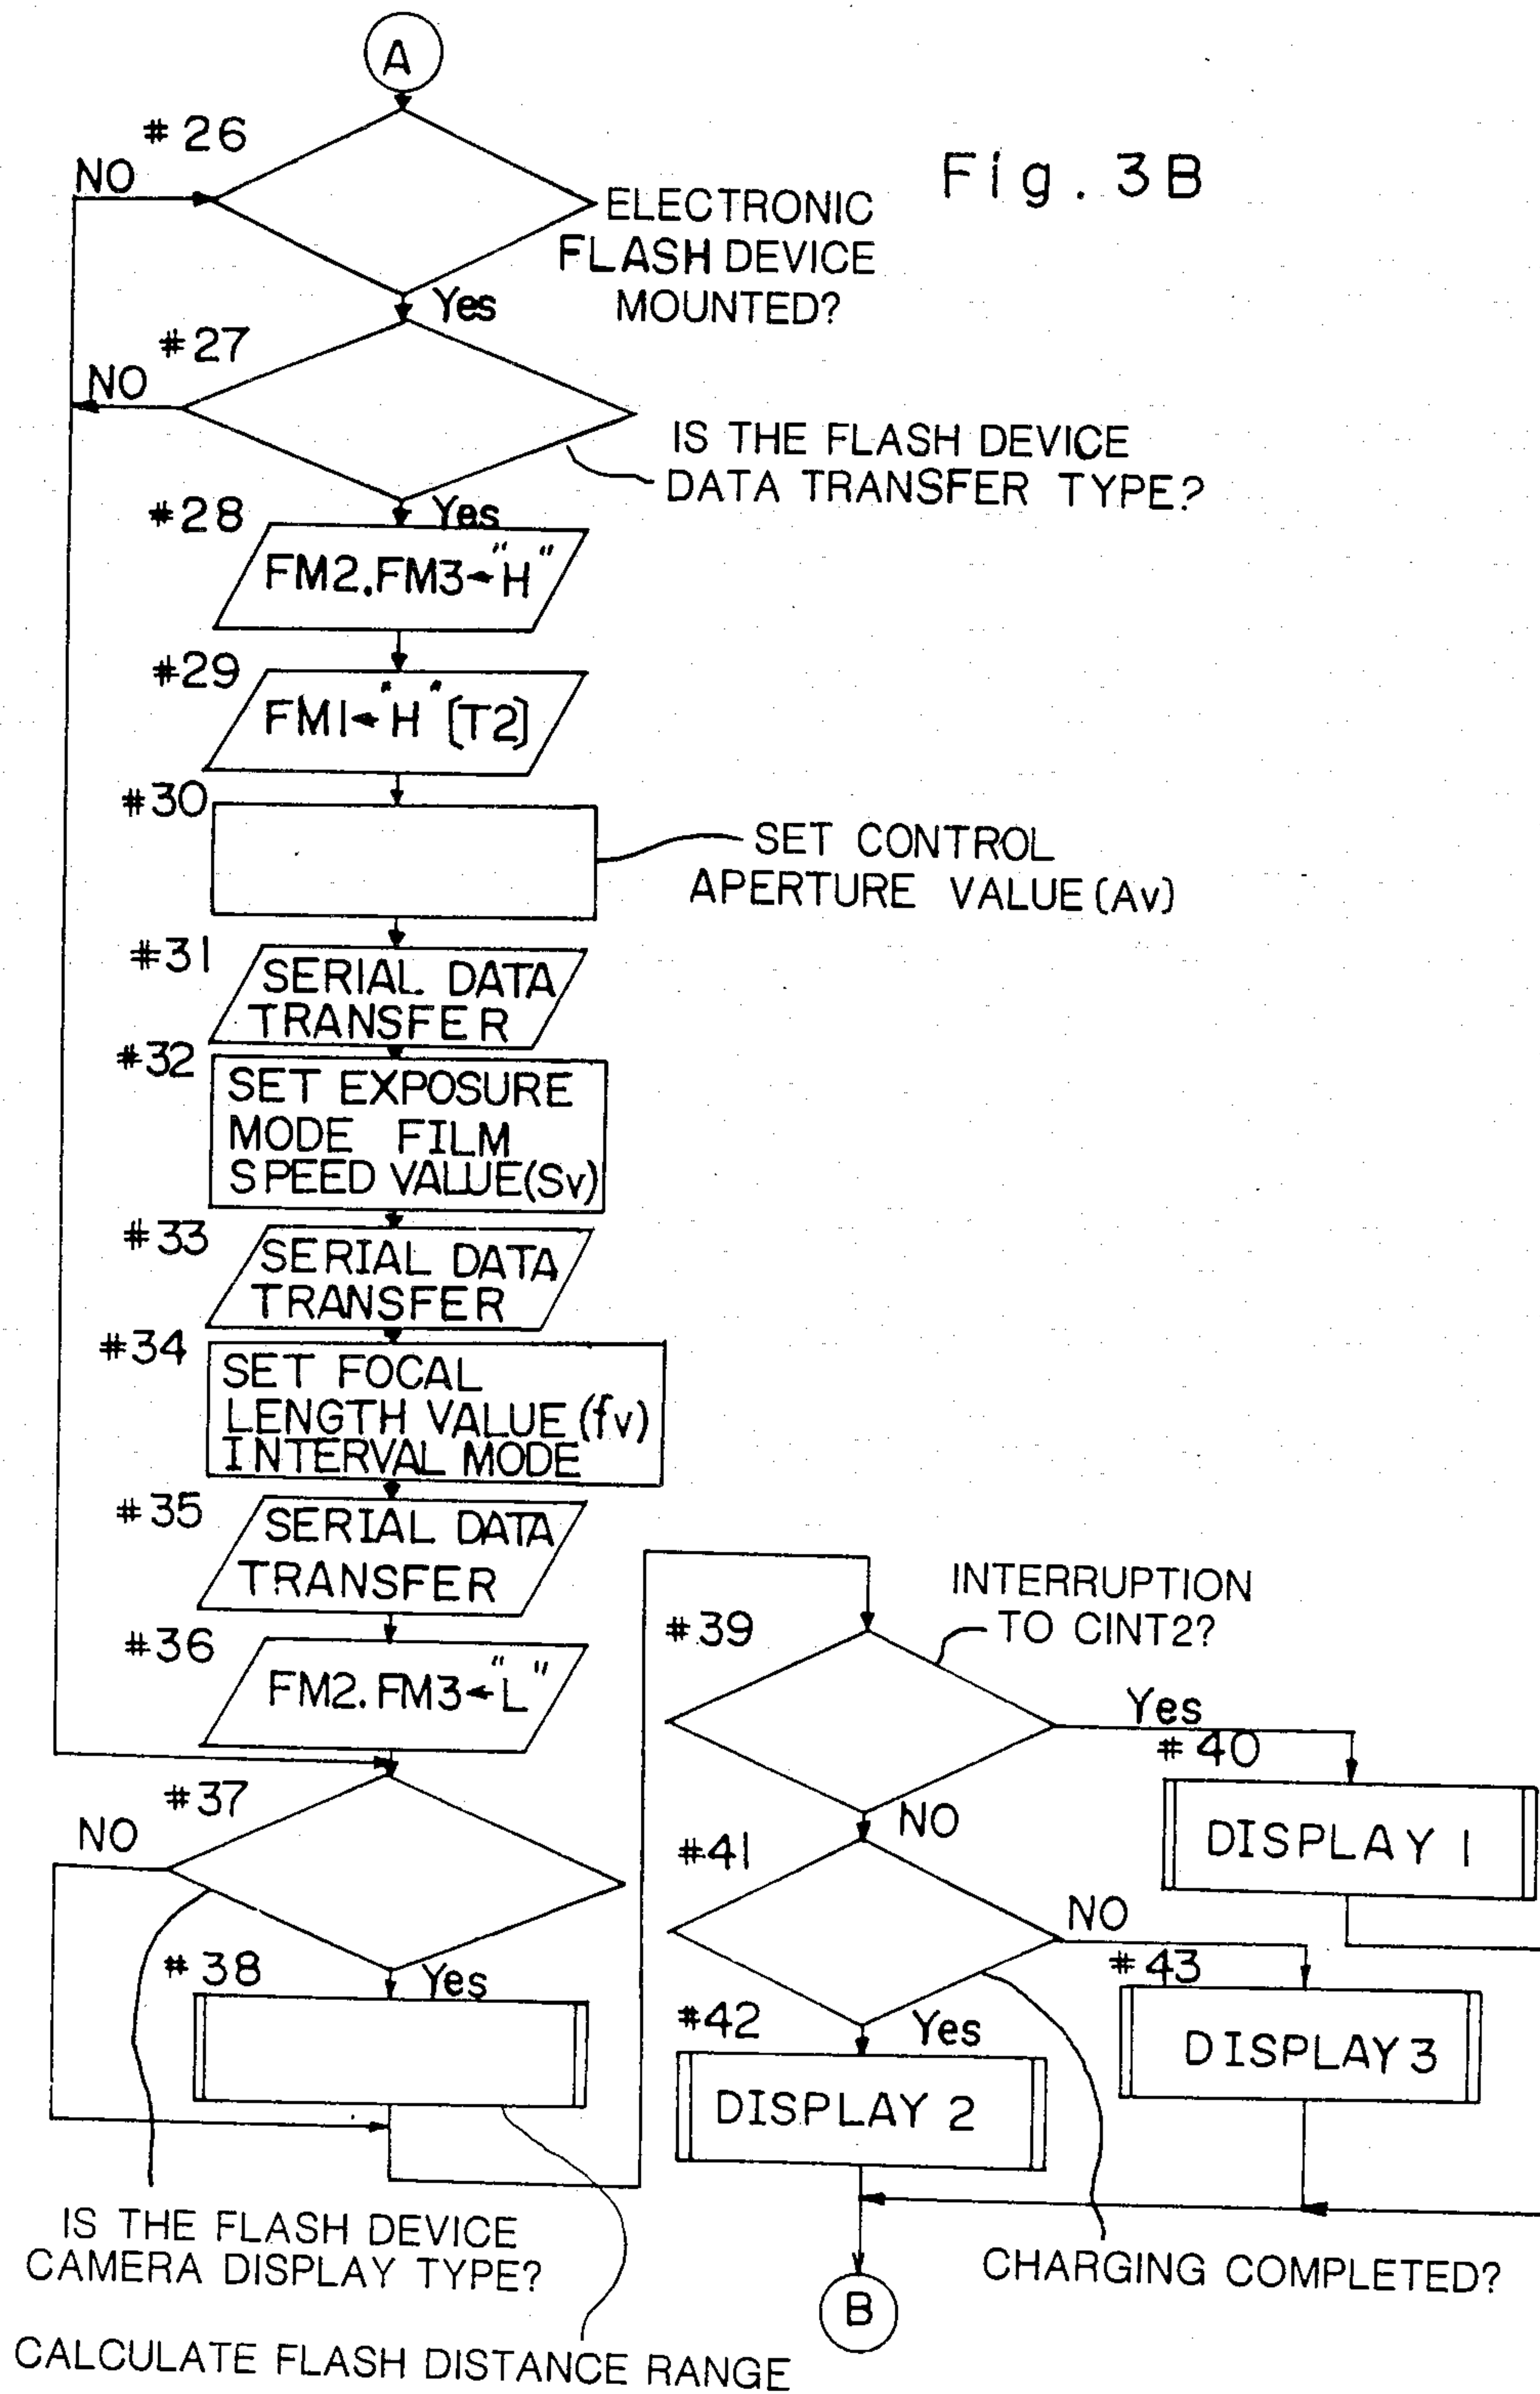 A
#26
NO
Fig. 3B
ELECTRONIC
FLASH DEVICE
MOUNTED?
Yes
#27
NO
IS THE FLASH DEVICE
DATA TRANSFER TYPE?
Yes
#28
FM2.FM3←"H"
#29
FM1←"H"[T2]
#30
SET CONTROL
APERTURE VALUE(Av)
#31
SERIAL DATA
TRANSFER
#32
SET EXPOSURE
MODE FILM
SPEED VALUE(Sv)
#33
SERIAL DATA
TRANSFER
#34
SET FOCAL
LENGTH VALUE(fv)
INTERVAL MODE
#35
SERIAL DATA
TRANSFER
#36
FM2.FM3←"L"
#37
NO
#38
Yes
IS THE FLASH DEVICE
CAMERA DISPLAY TYPE?
CALCULATE FLASH DISTANCE RANGE
INTERRUPTION
TO CINT2?
#39
Yes
#40
DISPLAY 1
NO
#41
NO
#43
DISPLAY 3
#42
Yes
DISPLAY 2
CHARGING COMPLETED?
B